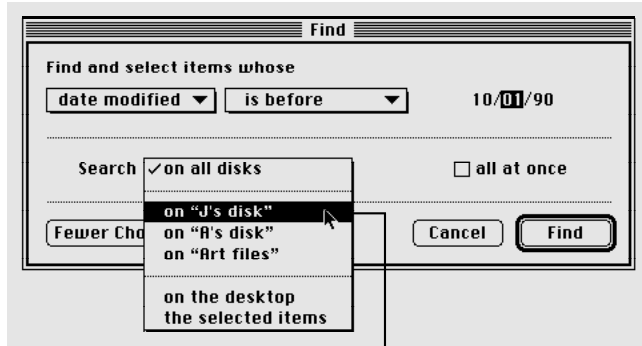 Find
Find and select items whose
date modified ▼ is before ▼ 10/01/90
Search ✓on all disks all at once
on “J's disk”
Fewer Cho on “A's disk” Cancel Find
on “Art files”
on the desktop
the selected items